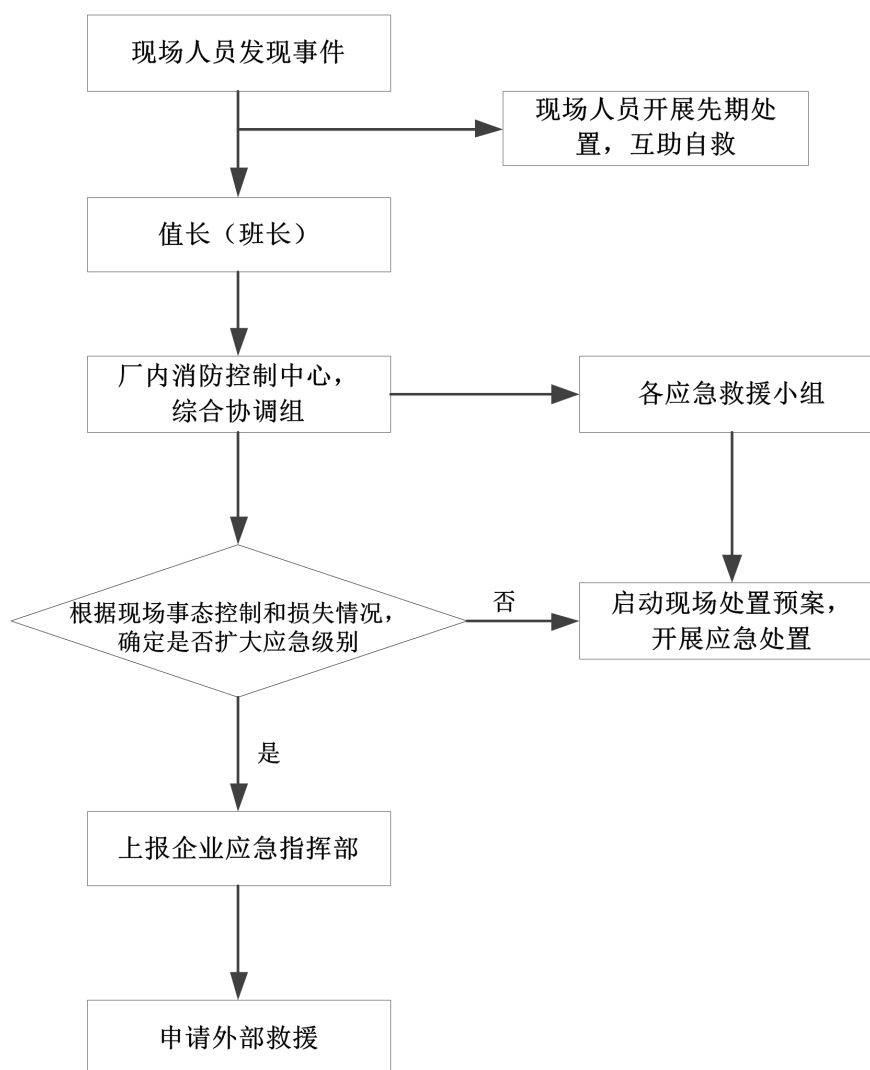 现场人员发现事件
现场人员开展先期处
置，互助自救
值长（班长）
厂内消防控制中心，
综合协调组
各应急救援小组
根据现场事态控制和损失情况，
确定是否扩大应急级别
否
启动现场处置预案，
开展应急处置
是
上报企业应急指挥部
申请外部救援